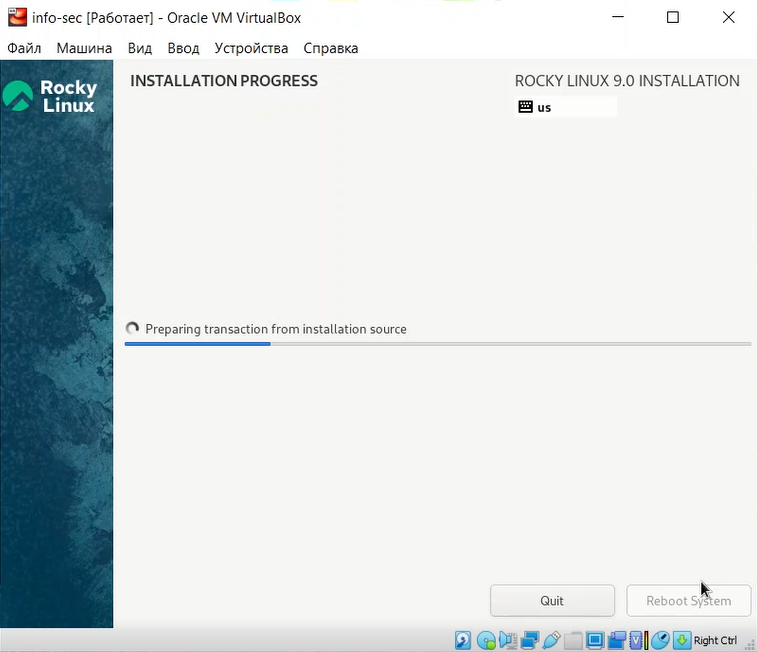 info-sec [Работает] - Oracle VM VirtualBox
Файл Машина Вид Ввод Устройства Справка
Rocky
Linux
INSTALLATION PROGRESS
ROCKY LINUX 9.0 INSTALLATION
us
Preparing transaction from installation source
Quit
Reboot System
Right Ctrl